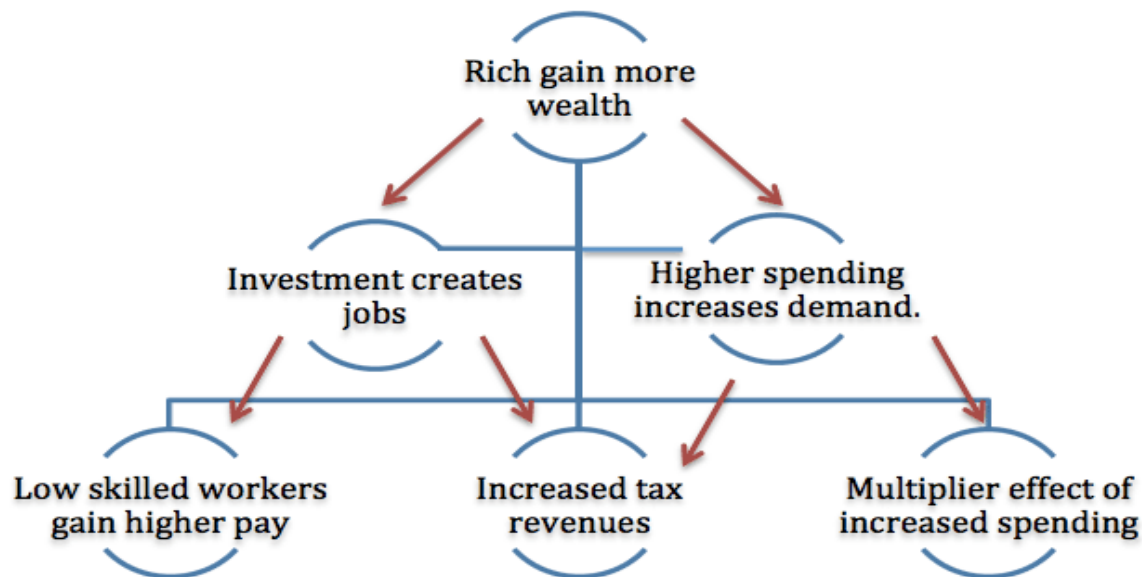 Rich gain more
wealth
Investment creates
jobs
Higher spending
increases demand.
Low skilled workers
gain higher pay
Increased tax
revenues
Multiplier effect of
increased spending